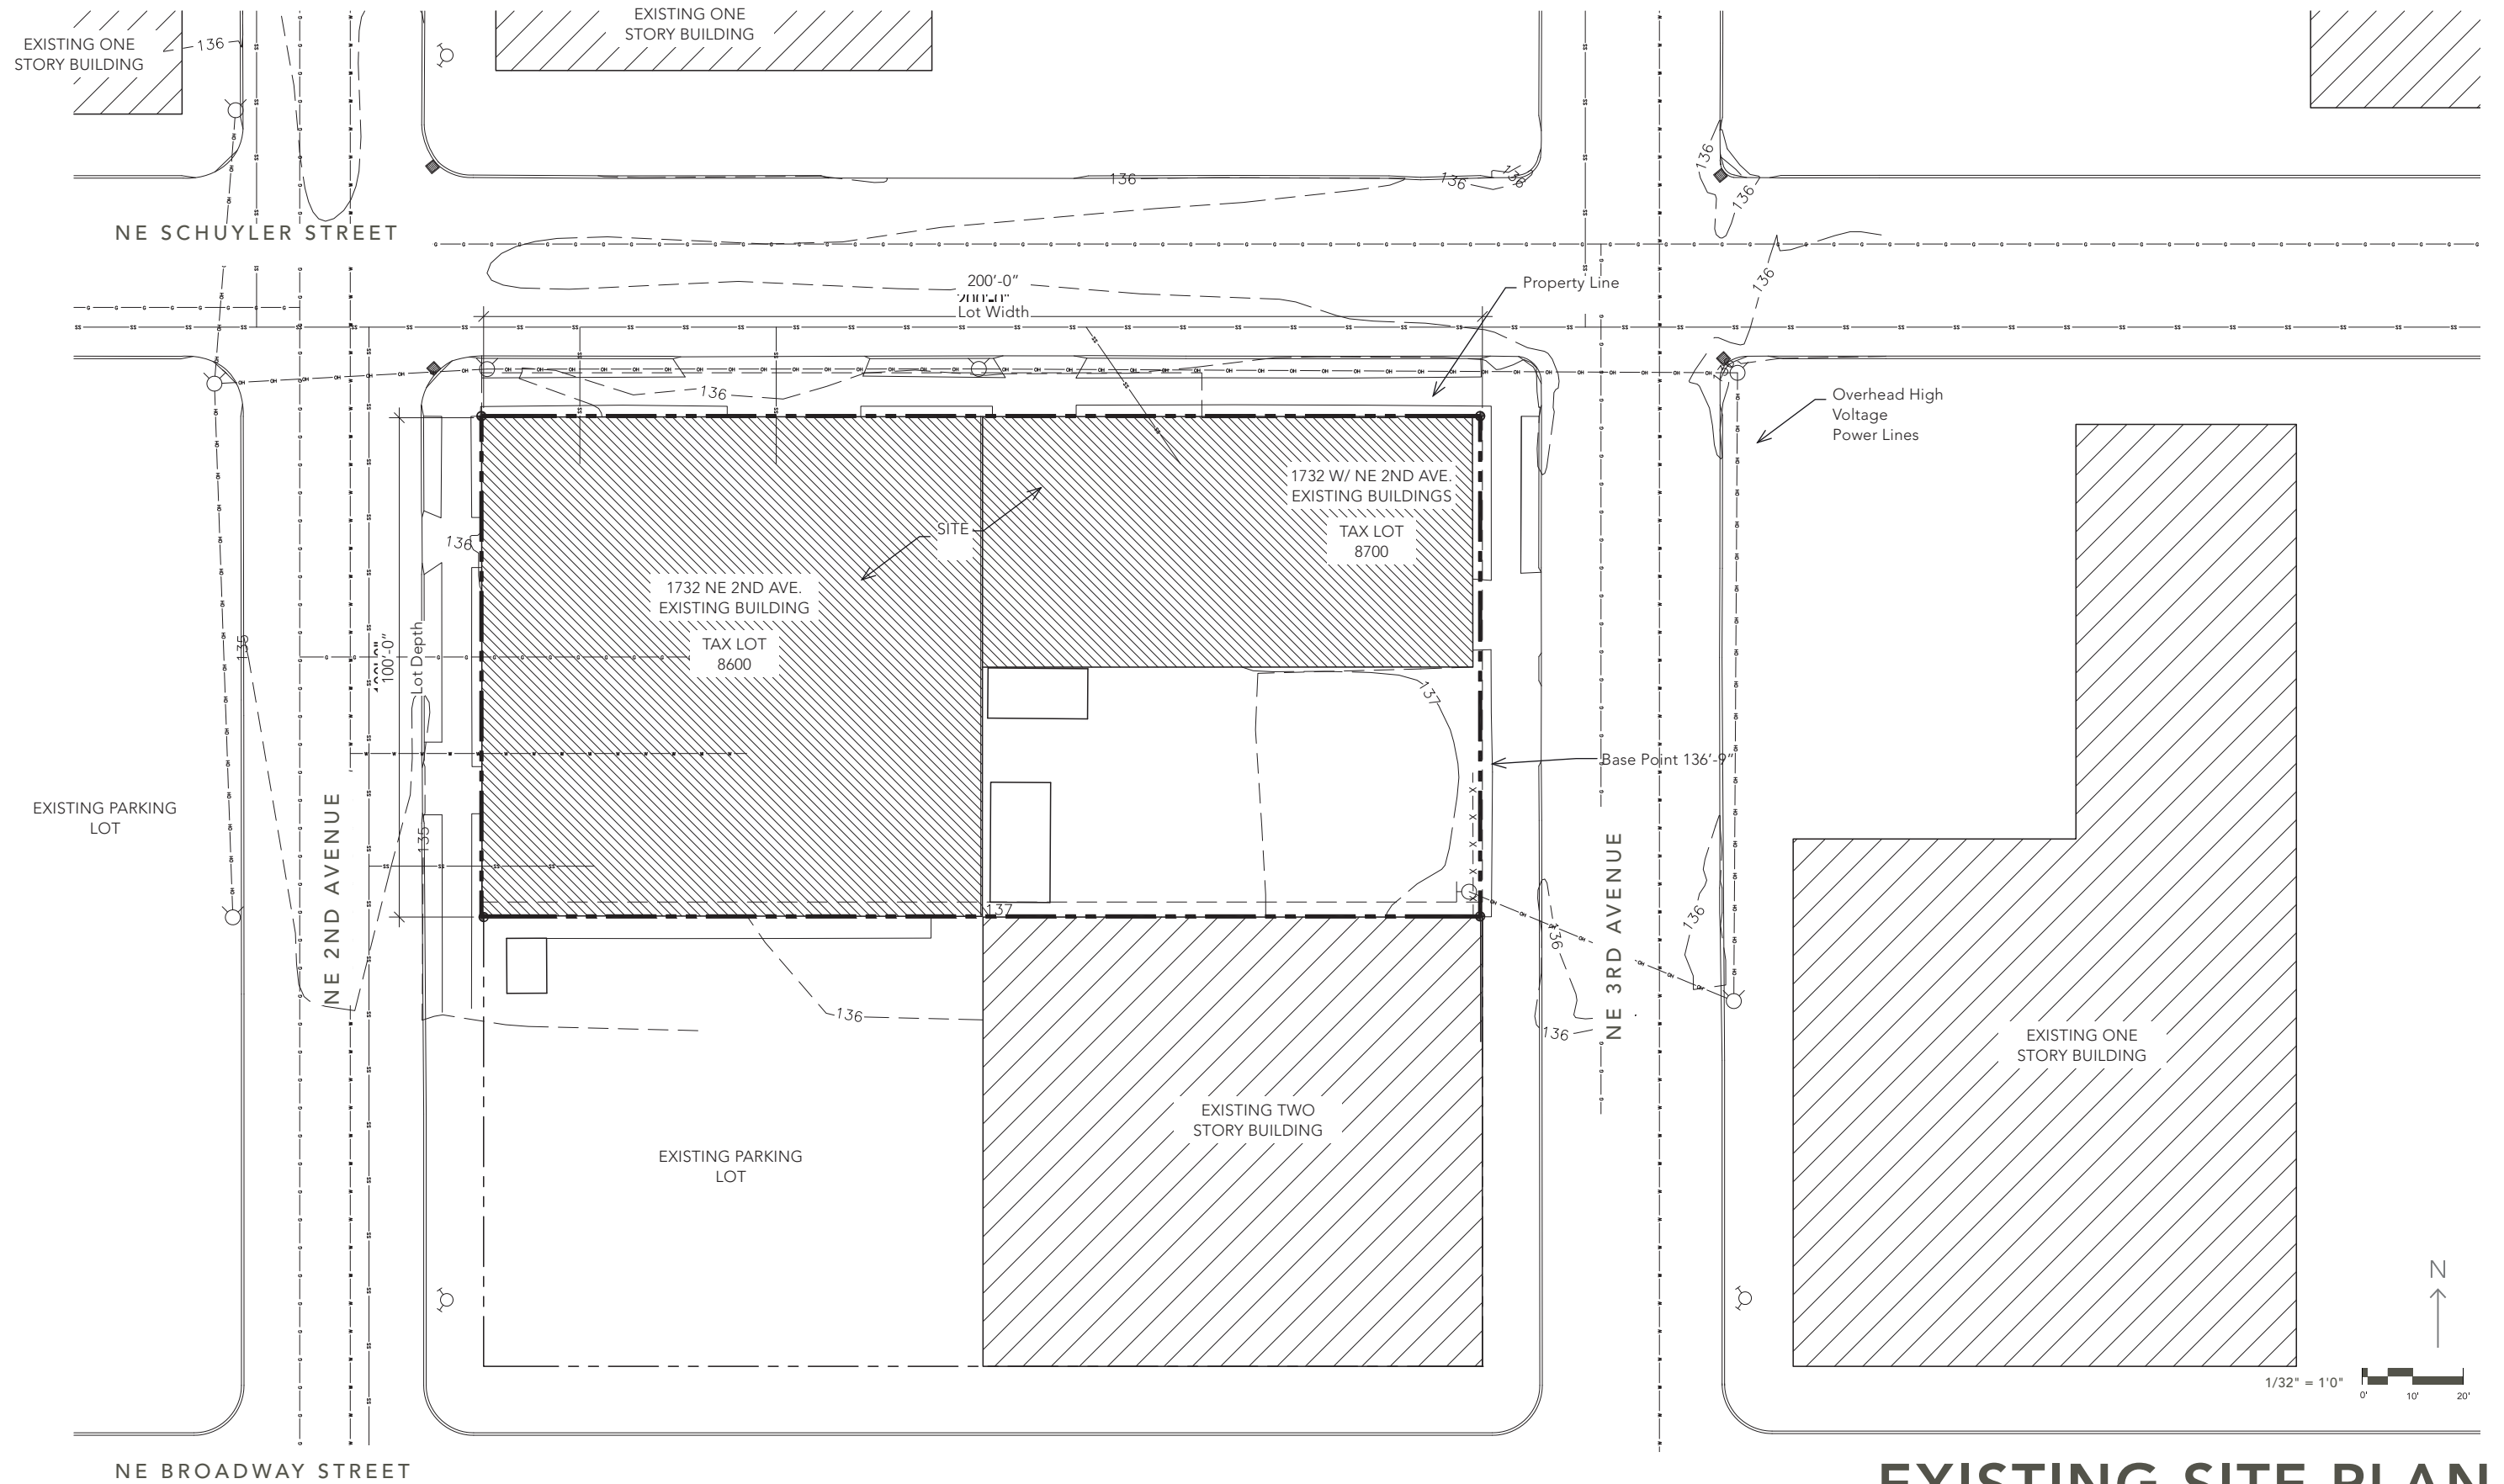 EXISTING ONE
STORY BUILDING
136
EXISTING ONE
STORY BUILDING
136
136
136
136
136
NE SCHUYLER STREET
200'-0"
200'-0"
Lot Width
Property Line
136
136
136
Overhead High
Voltage
Power Lines
1732 W/ NE 2ND AVE.
EXISTING BUILDINGS
TAX LOT
8700
SITE
136
1732 NE 2ND AVE.
EXISTING BUILDING
TAX LOT
8600
135
100'-0"
Lot Depth
137
Base Point 136'-9"
EXISTING PARKING
LOT
NE 2ND AVENUE
135
137
NE 3RD AVENUE
136
136
136
136
EXISTING ONE
STORY BUILDING
EXISTING TWO
STORY BUILDING
EXISTING PARKING
LOT
N
1/32" = 1'0"
0' 10' 20'
NE BROADWAY STREET
EXISTING SITE PLAN